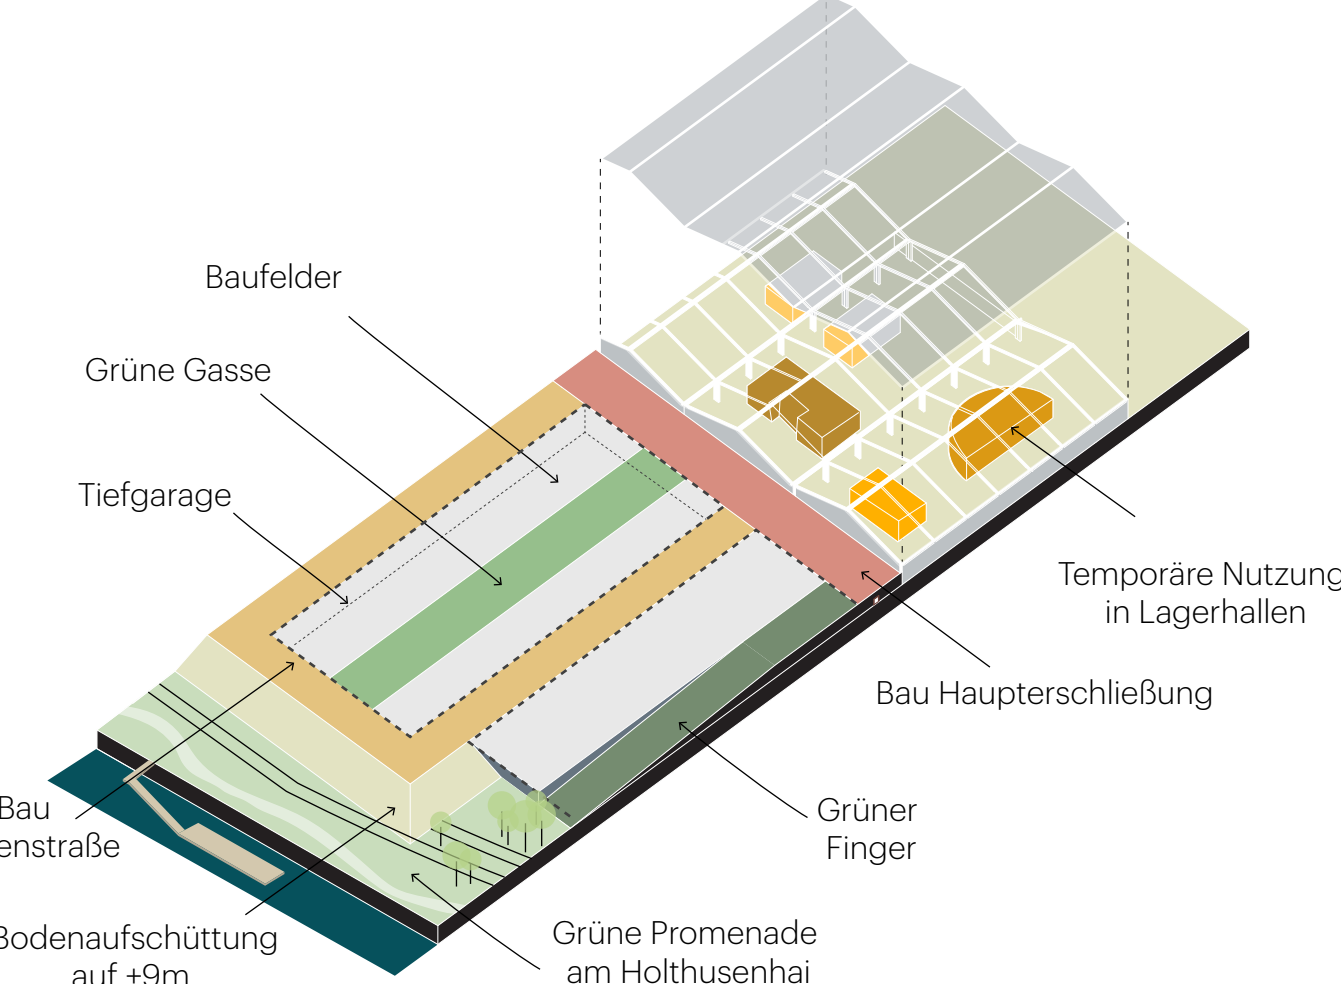 Baufelder
Grüne Gasse
Tiefgarage
Temporäre Nutzung
in Lagerhallen
Bau Haupterschließung
Bau
enstraße
Grüner
Finger
Bodenaufschüttung
auf +9m
Grüne Promenade
am Holthusenhai